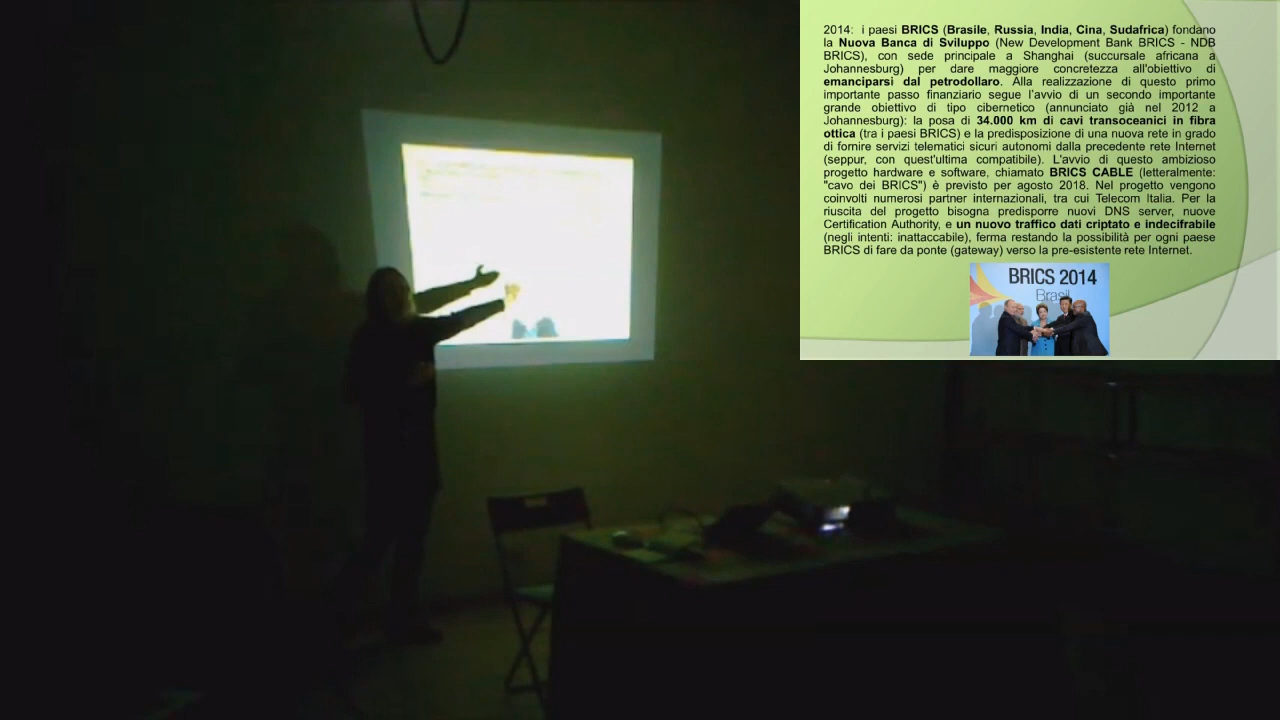 2014: i paesi BRICS (Brasile, Russia, India, Cina, Sudafrica) fondano
la Nuova Banca di Sviluppo (New Development Bank BRICS - NDB
BRICS), con sede principale a Shanghai (succursale africana a
Johannesburg) per dare maggiore concretezza all'obiettivo di
emanciparsi dal petrodollaro. Alla realizzazione di questo primo
importante passo finanziario segue l'avvio di un secondo importante
grande obiettivo di tipo cibernetico (annunciato già nel 2012 a
Johannesburg): la posa di 34.000 km di cavi transoceanici in fibra
ottica (tra i paesi BRICS) e la predisposizione di una nuova rete in grado
di fornire servizi telematici sicuri autonomi dalla precedente rete Internet
(seppur, con quest'ultima compatibile). L'avvio di questo ambizioso
progetto hardware e software, chiamato BRICS CABLE (letteralmente:
"cavo dei BRICS") è previsto per agosto 2018. Nel progetto vengono
coinvolti numerosi partner internazionali, tra cui Telecom Italia. Per la
riuscita del progetto bisogna predisporre nuovi DNS server, nuove
Certification Authority, e un nuovo traffico dati criptato e indecifrabile
(negli intenti: inattaccabile), ferma restando la possibilità per ogni paese
BRICS di fare da ponte (gateway) verso la pre-esistente rete Internet.
BRICS 2014
Brasil